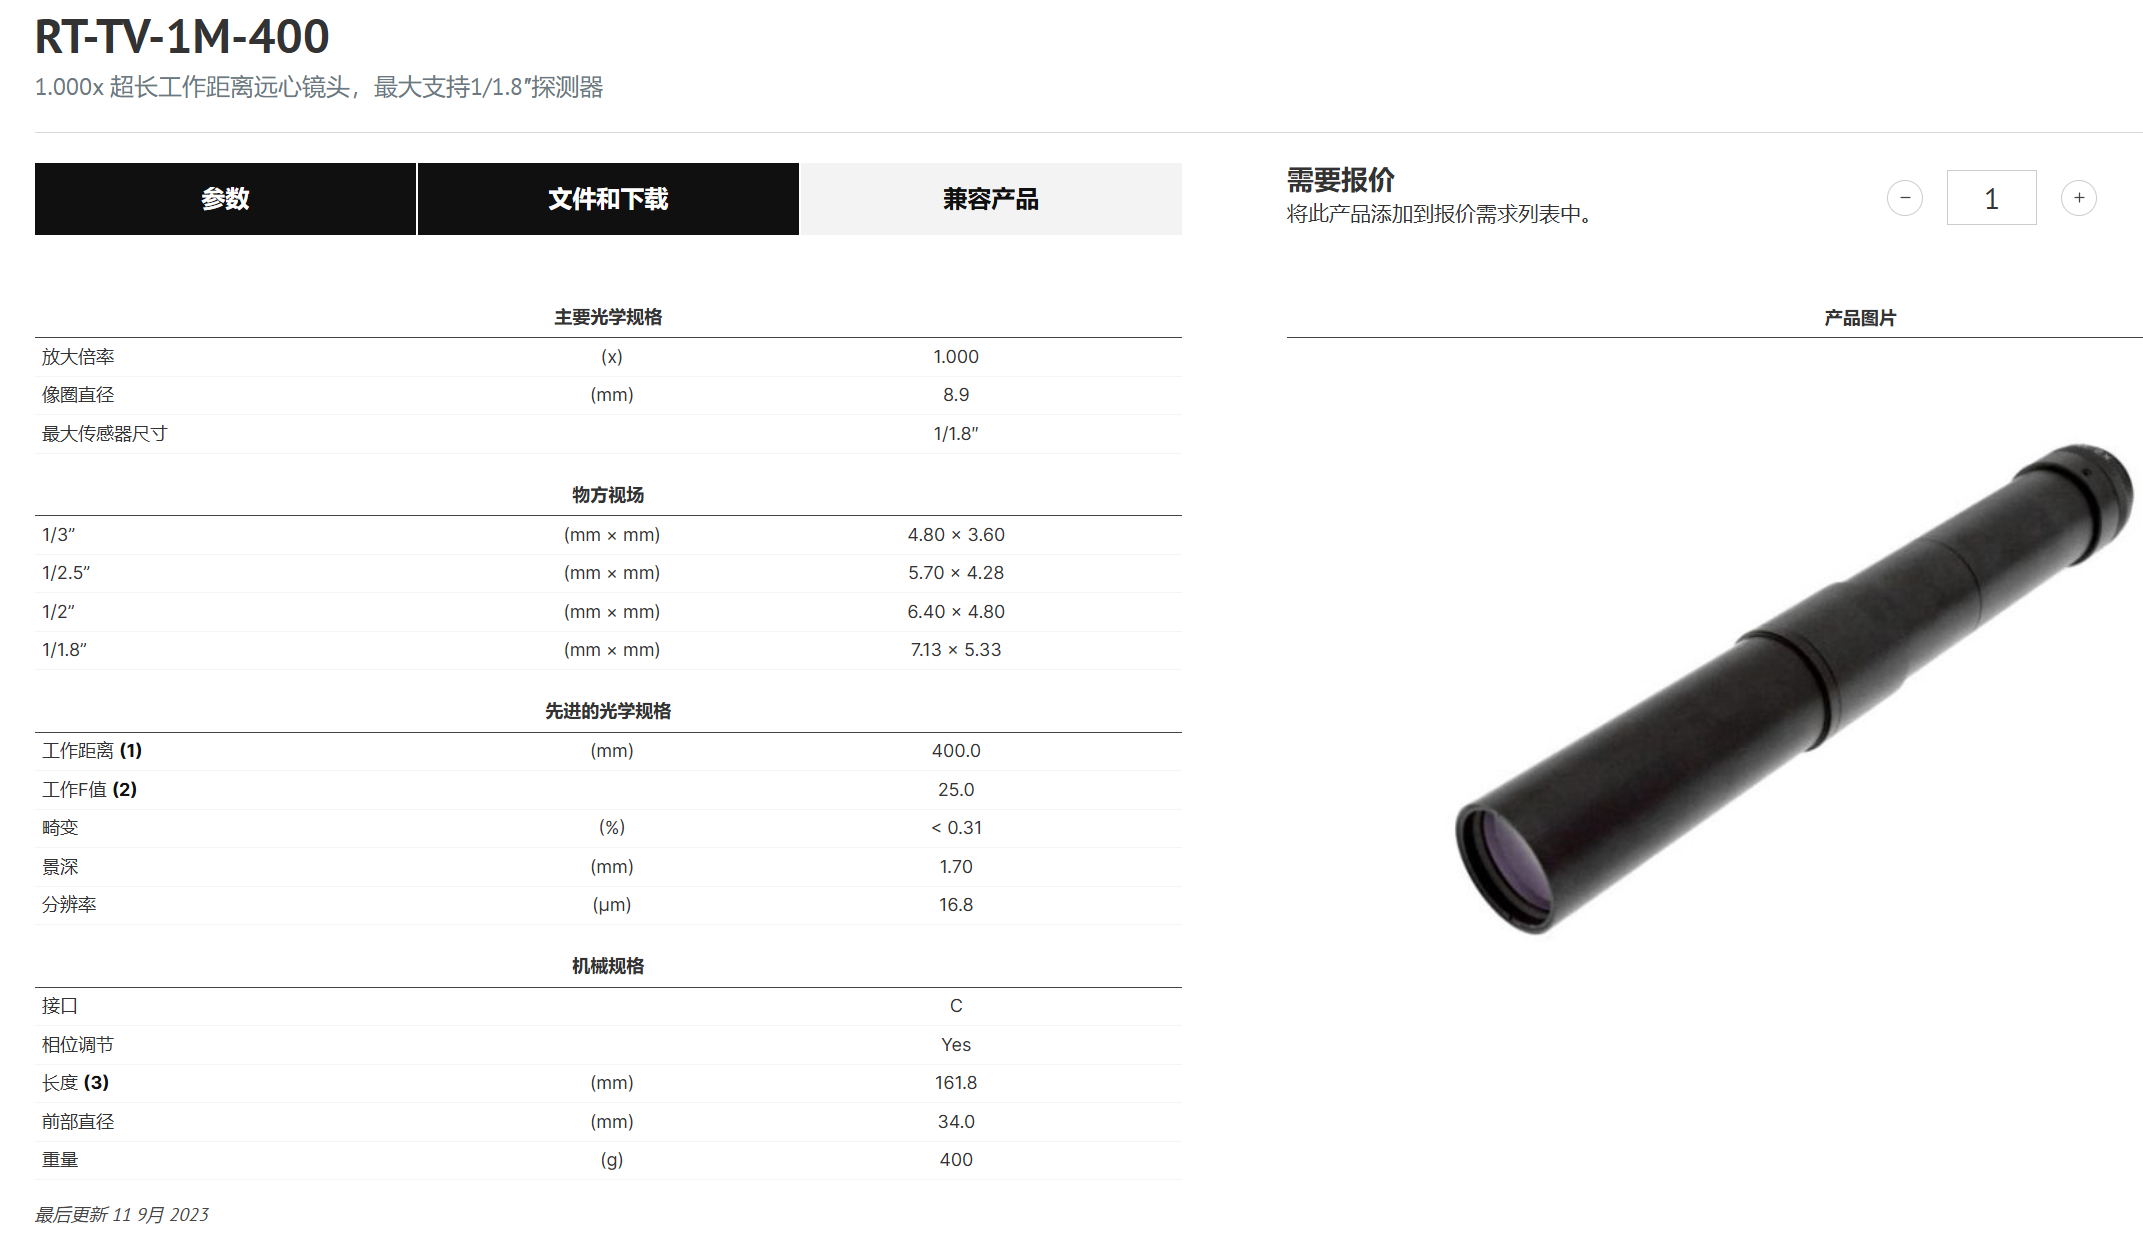 RT-TV-1M-400
1.000x 超长工作距离远心镜头，最大支持1/1.8″探测器
参数 文件和下载 兼容产品
需要报价
将此产品添加到报价需求列表中。
− 1 +
主要光学规格
放大倍率 (x) 1.000
像圈直径 (mm) 8.9
最大传感器尺寸 1/1.8″
物方视场
1/3” (mm × mm) 4.80 × 3.60
1/2.5” (mm × mm) 5.70 × 4.28
1/2” (mm × mm) 6.40 × 4.80
1/1.8” (mm × mm) 7.13 × 5.33
先进的光学规格
工作距离 (1) (mm) 400.0
工作F值 (2) 25.0
畸变 (%) < 0.31
景深 (mm) 1.70
分辨率 (μm) 16.8
机械规格
接口 C
相位调节 Yes
长度 (3) (mm) 161.8
前部直径 (mm) 34.0
重量 (g) 400
最后更新 11 9月 2023
产品图片